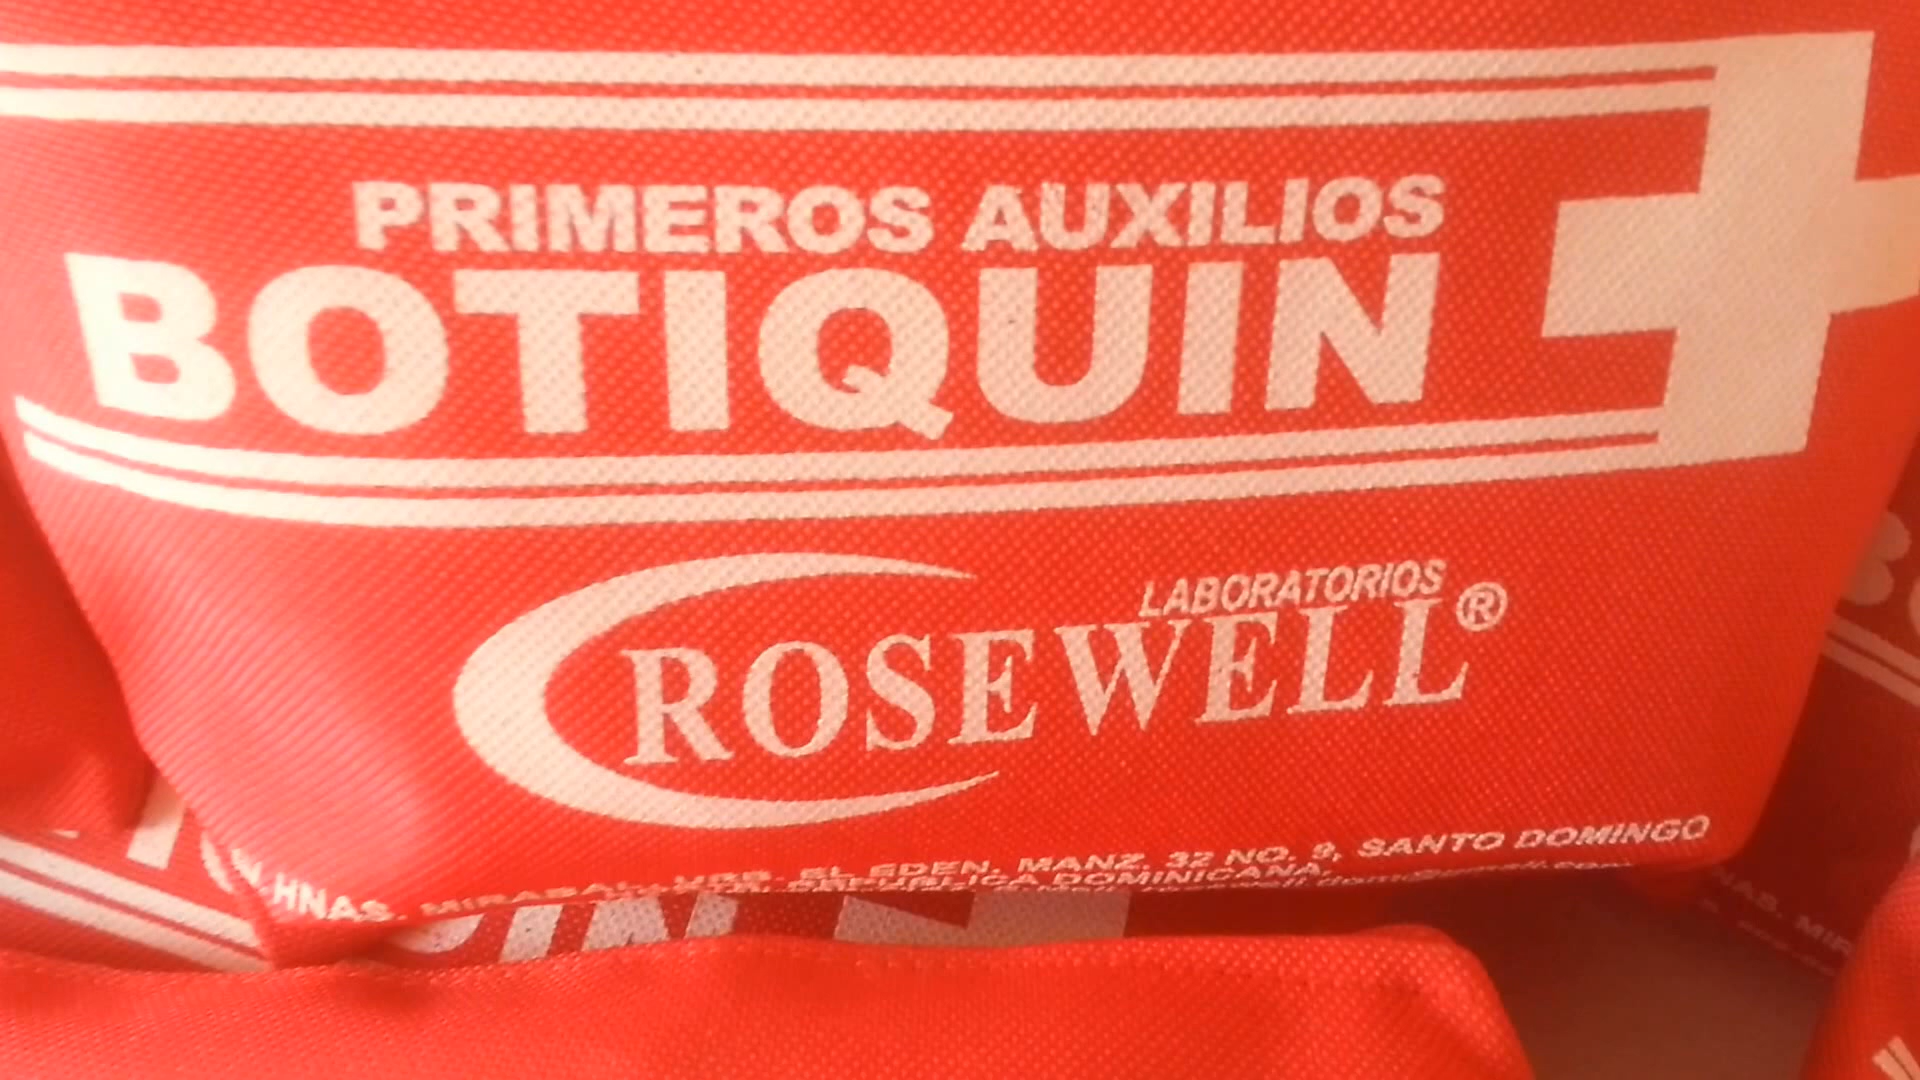 PRIMEROS AUXILIOS
BOTIQUIN
LABORATORIOS
ROSEWELL®
HNAS. MIRABAL, URB. EL EDEN, MANZ. 32 NO. 9, SANTO DOMINGO
REPUBLICA DOMINICANA,